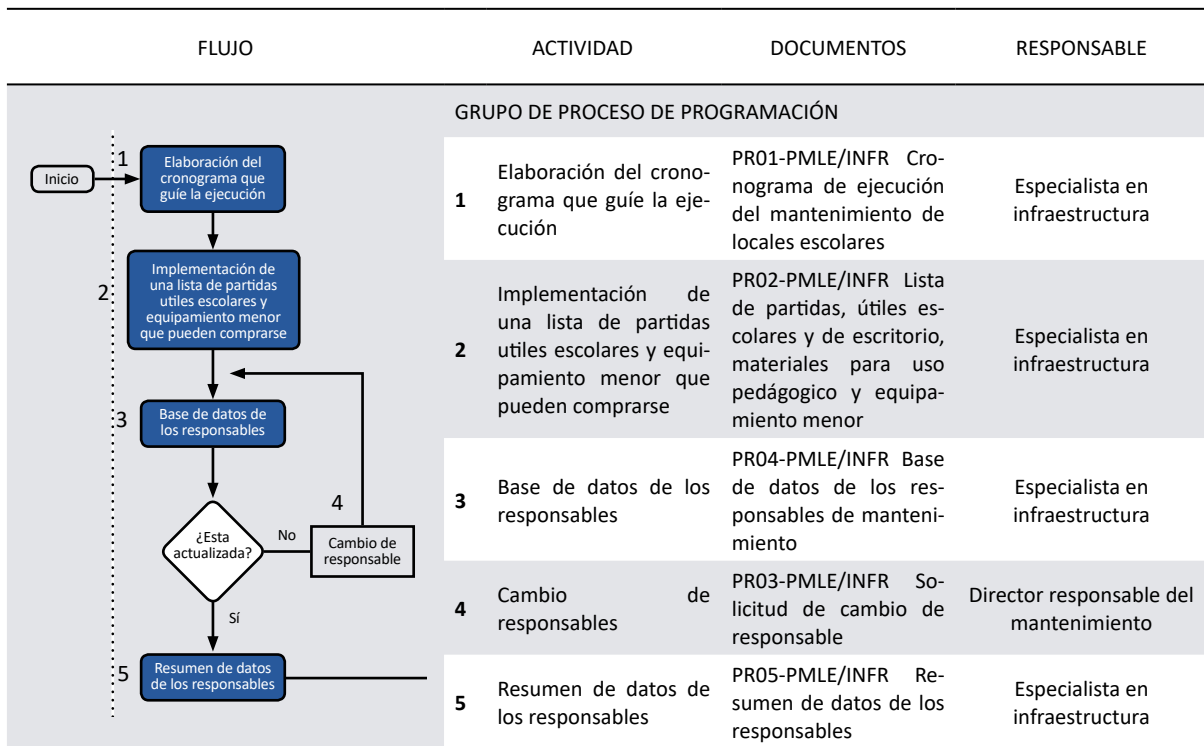 FLUJO
ACTIVIDAD
DOCUMENTOS
RESPONSABLE
GRUPO DE PROCESO DE PROGRAMACIÓN
Inicio
1
Elaboración del
cronograma que
guíe la ejecución
2
Implementación de
una lista de partidas
utiles escolares y
equipamiento menor
que pueden comprarse
3
Base de datos de
los responsables
¿Esta
actualizada?
No
4
Cambio de
responsable
Sí
5
Resumen de datos
de los responsables
1
Elaboración del crono-
grama que guíe la eje-
cución
PR01-PMLE/INFR Cro-
nograma de ejecución
del mantenimiento de
locales escolares
Especialista en
infraestructura
2
Implementación de
una lista de partidas
utiles escolares y equi-
pamiento menor que
pueden comprarse
PR02-PMLE/INFR Lista
de partidas, útiles es-
colares y de escritorio,
materiales para uso
pedágogico y equipa-
miento menor
Especialista en
infraestructura
3
Base de datos de los
responsables
PR04-PMLE/INFR Base
de datos de los res-
ponsables de manteni-
miento
Especialista en
infraestructura
4
Cambio de
responsables
PR03-PMLE/INFR So-
licitud de cambio de
responsable
Director responsable del
mantenimiento
5
Resumen de datos de
los responsables
PR05-PMLE/INFR Re-
sumen de datos de los
responsables
Especialista en
infraestructura